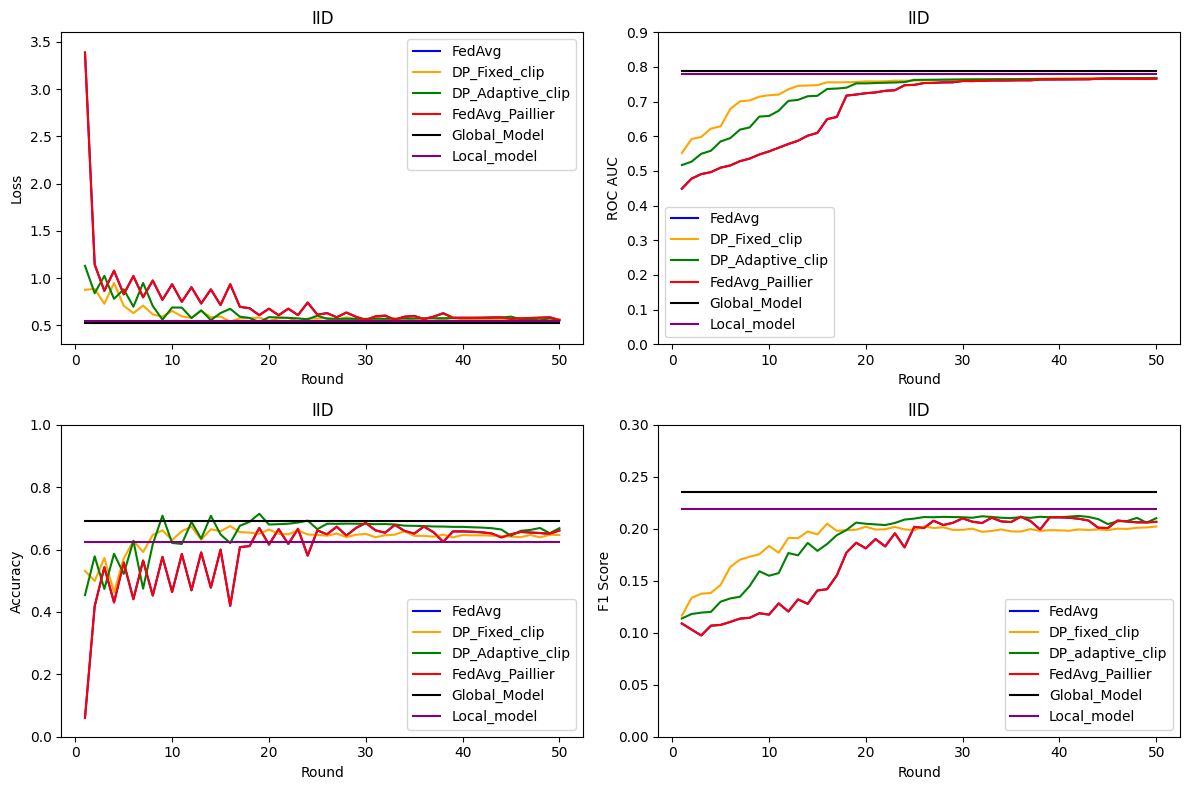 IID
3.5
3.0
2.5
2.0
1.5
1.0
0.5
Loss
0
10
20
30
40
50
Round
FedAvg
DP_Fixed_clip
DP_Adaptive_clip
FedAvg_Paillier
Global_Model
Local_model
IID
0.9
0.8
0.7
0.6
0.5
0.4
0.3
0.2
0.1
0.0
ROC AUC
0
10
20
30
40
50
Round
FedAvg
DP_Fixed_clip
DP_Adaptive_clip
FedAvg_Paillier
Global_Model
Local_model
IID
1.0
0.8
0.6
0.4
0.2
0.0
Accuracy
0
10
20
30
40
50
Round
FedAvg
DP_Fixed_clip
DP_Adaptive_clip
FedAvg_Paillier
Global_Model
Local_model
IID
0.30
0.25
0.20
0.15
0.10
0.05
0.00
F1 Score
0
10
20
30
40
50
Round
FedAvg
DP_fixed_clip
DP_adaptive_clip
FedAvg_Paillier
Global_Model
Local_model